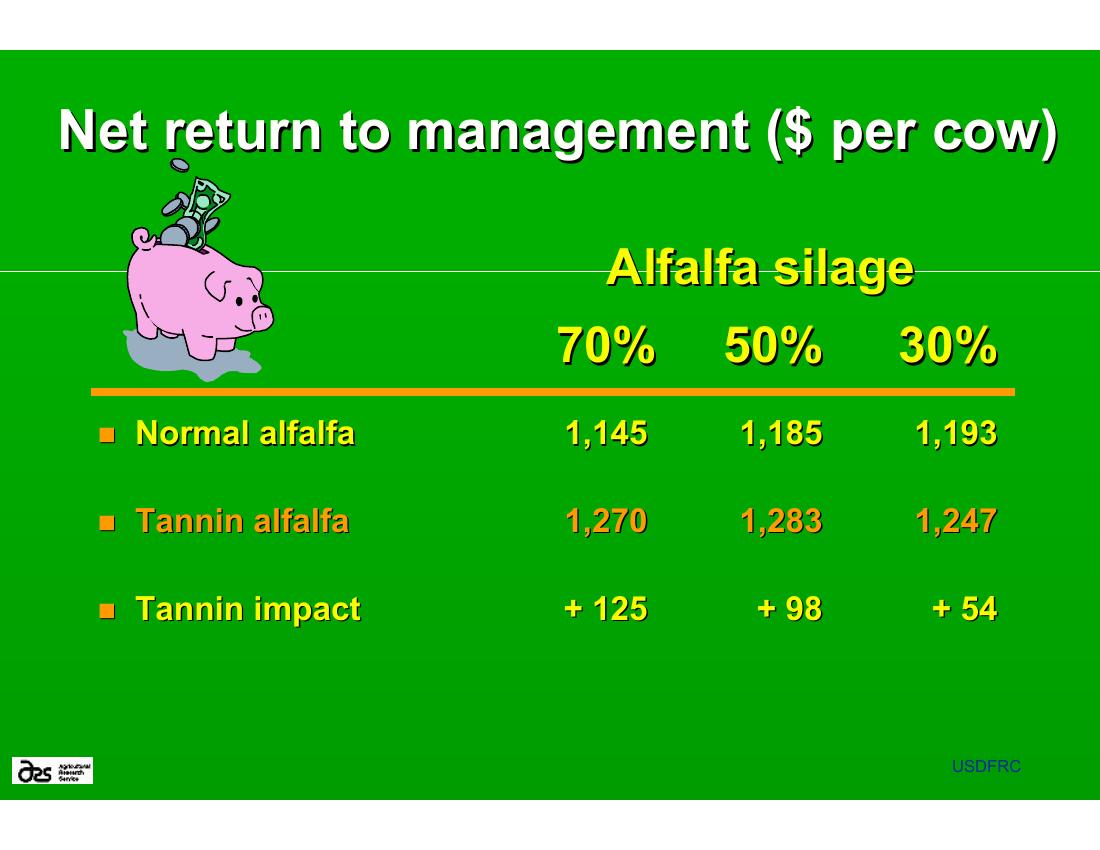 Net return to management ($ per cow)
Alfalfa silage
70% 50% 30%
Normal alfalfa 1,145 1,185 1,193
Tannin alfalfa 1,270 1,283 1,247
Tannin impact + 125 + 98 + 54
ars Agricultural
Research
Service
USDFRC